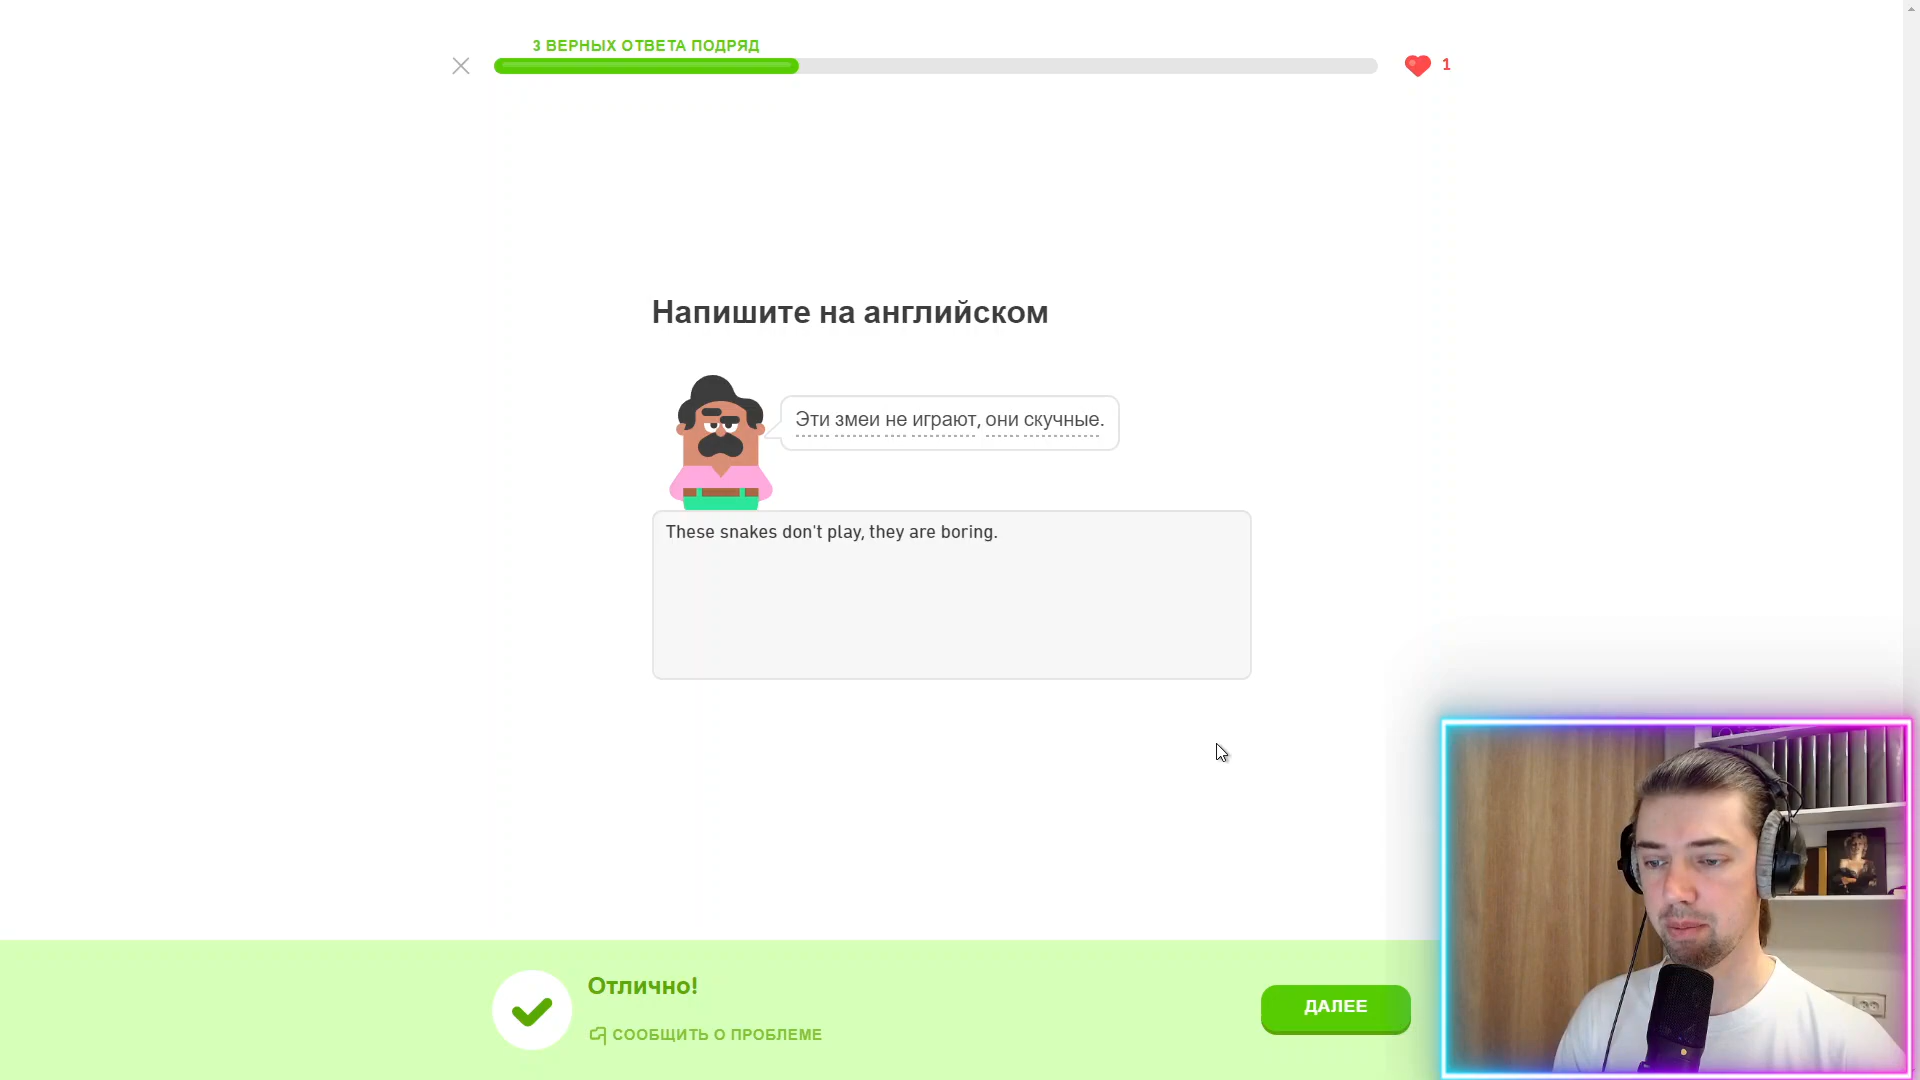 3 ВЕРНЫХ ОТВЕТА ПОДРЯД
1
Напишите на английском
Эти змеи не играют, они скучные.
These snakes don't play, they are boring.
Отлично!
СООБЩИТЬ О ПРОБЛЕМЕ
ДАЛЕЕ